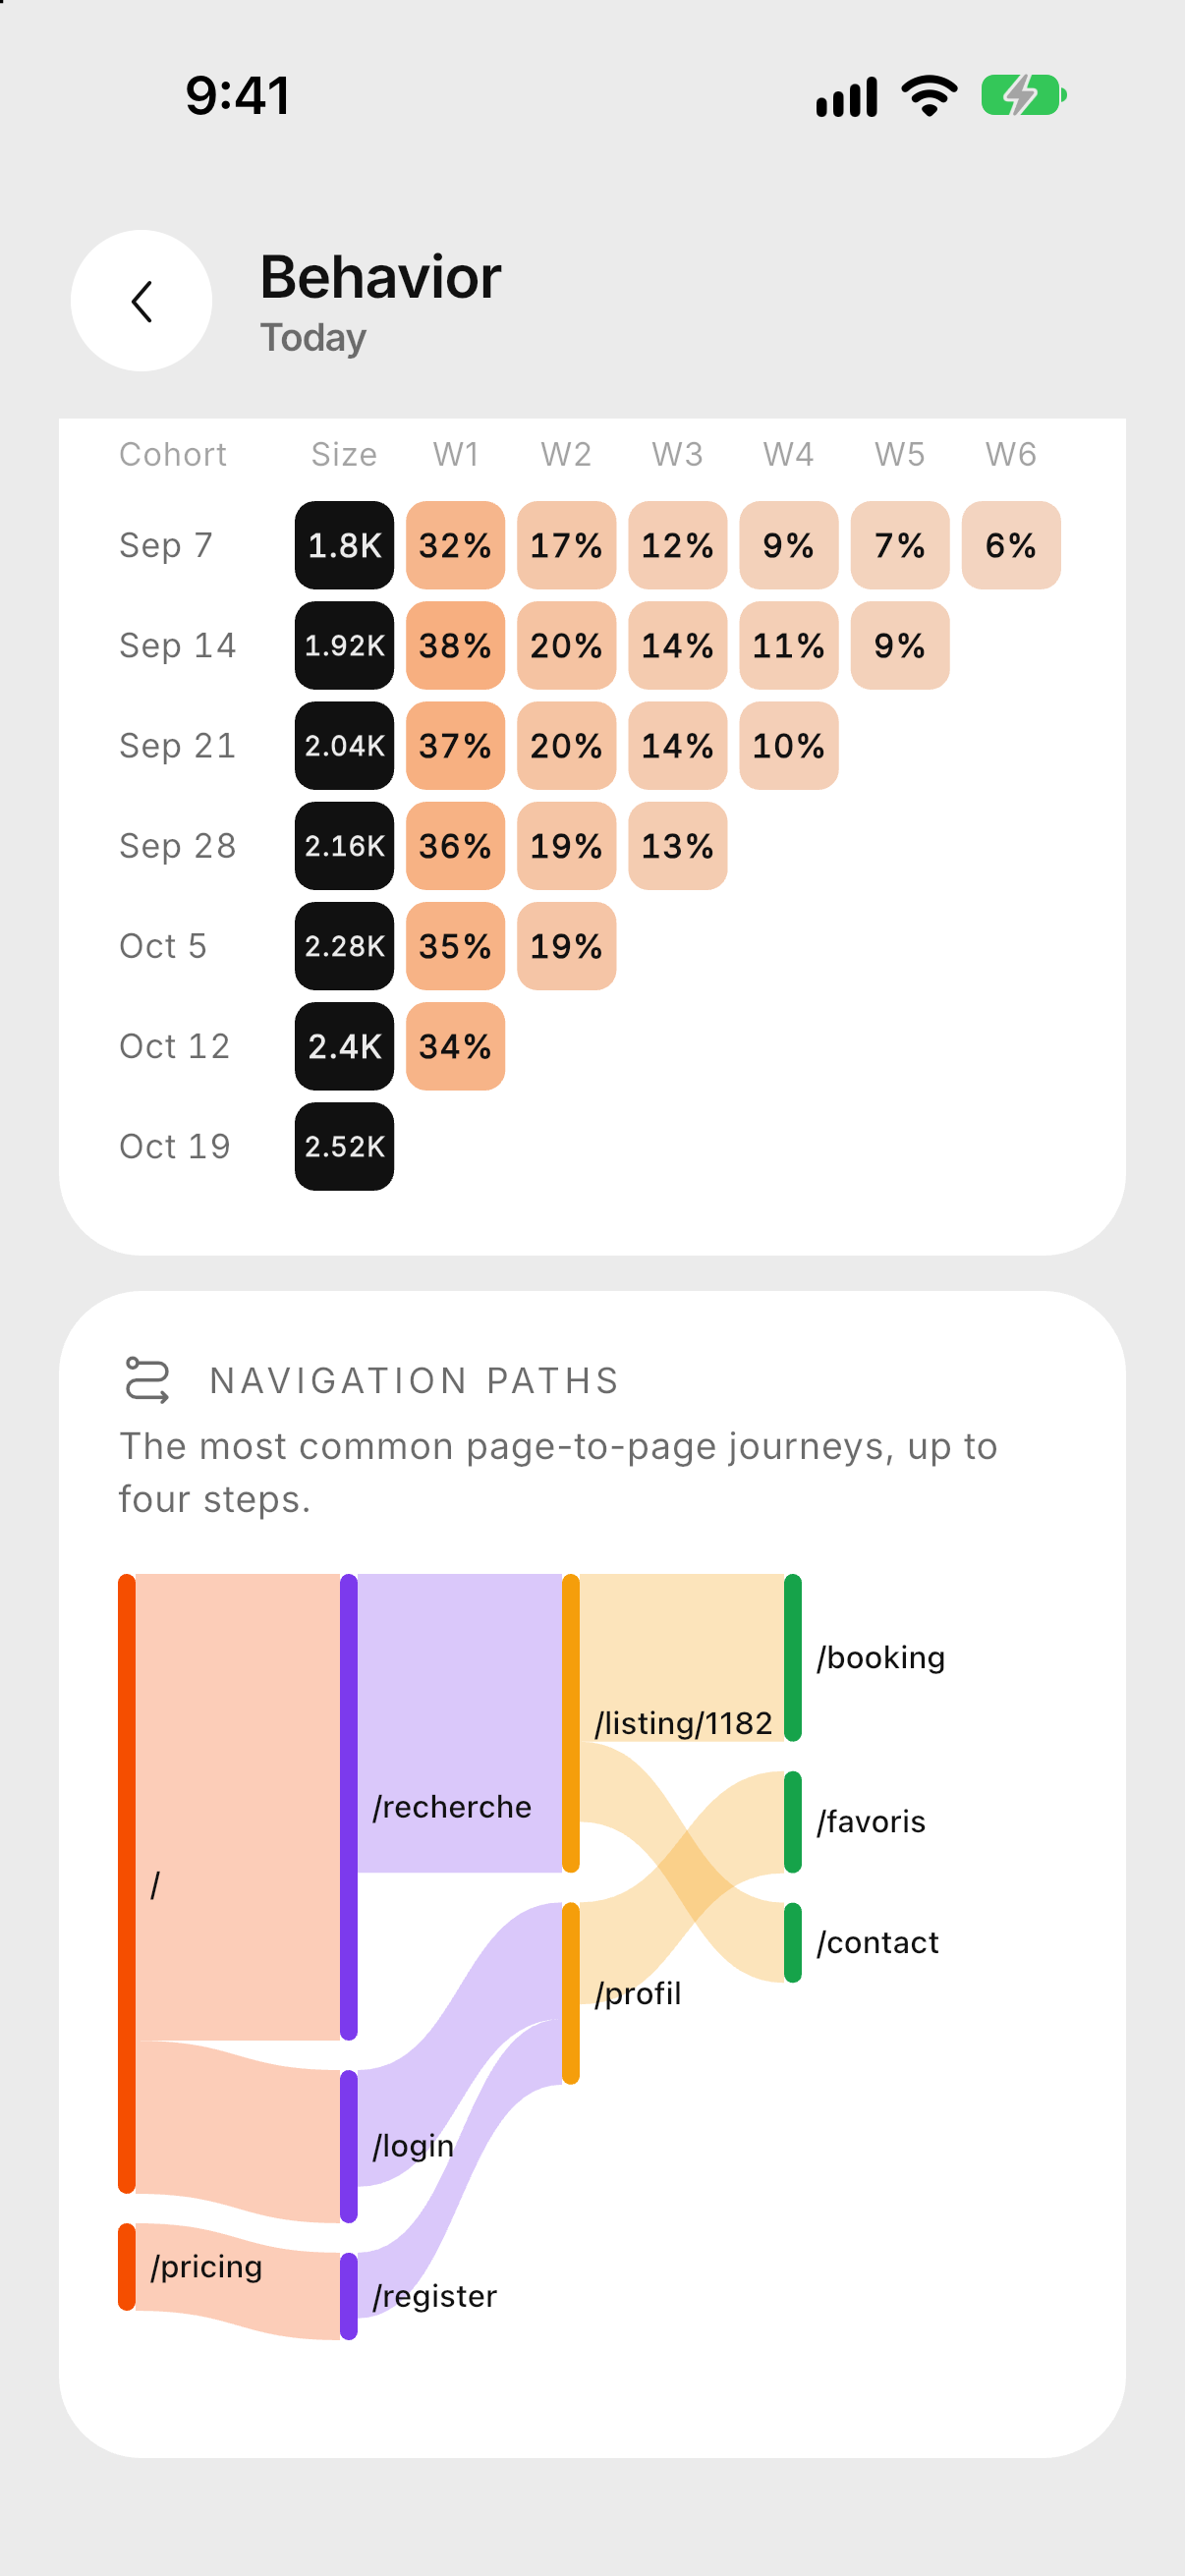 9:41
Behavior
Today
Cohort Size W1 W2 W3 W4 W5 W6
Sep 7 1.8K 32% 17% 12% 9% 7% 6%
Sep 14 1.92K 38% 20% 14% 11% 9%
Sep 21 2.04K 37% 20% 14% 10%
Sep 28 2.16K 36% 19% 13%
Oct 5 2.28K 35% 19%
Oct 12 2.4K 34%
Oct 19 2.52K
NAVIGATION PATHS
The most common page-to-page journeys, up to
four steps.
/booking
/listing/1182
/recherche
/favoris
/
/contact
/profil
/login
/pricing
/register